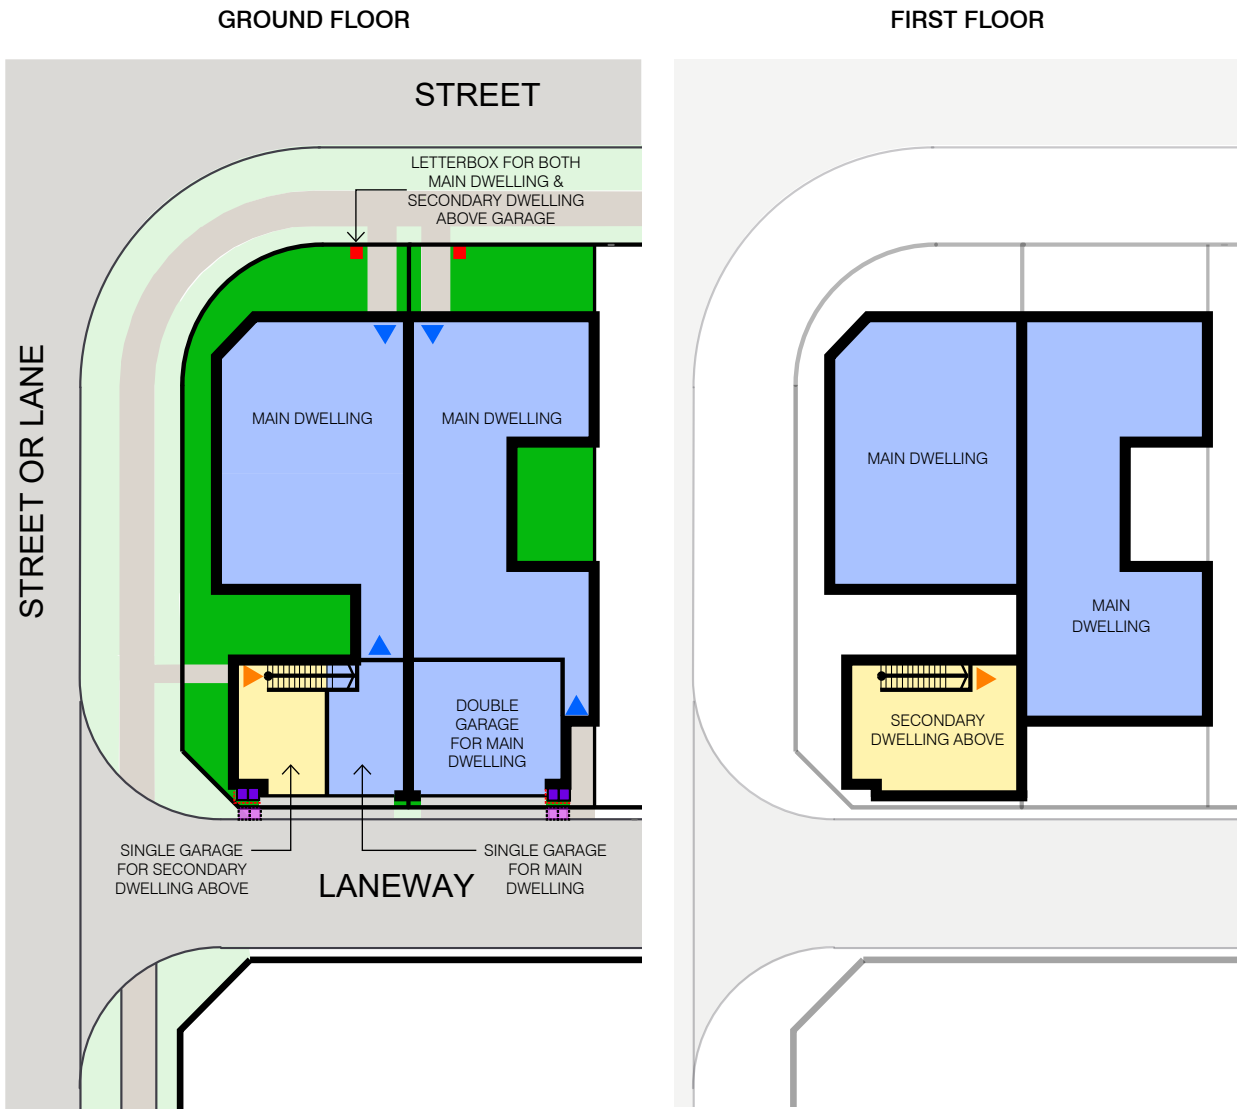 GROUND FLOOR
FIRST FLOOR
STREET
LETTERBOX FOR BOTH
MAIN DWELLING &
SECONDARY DWELLING
ABOVE GARAGE
STREET OR LANE
MAIN DWELLING
MAIN DWELLING
DOUBLE
GARAGE
FOR MAIN
DWELLING
SINGLE GARAGE
FOR SECONDARY
DWELLING ABOVE
LANEWAY
SINGLE GARAGE
FOR MAIN
DWELLING
MAIN DWELLING
MAIN
DWELLING
SECONDARY
DWELLING ABOVE